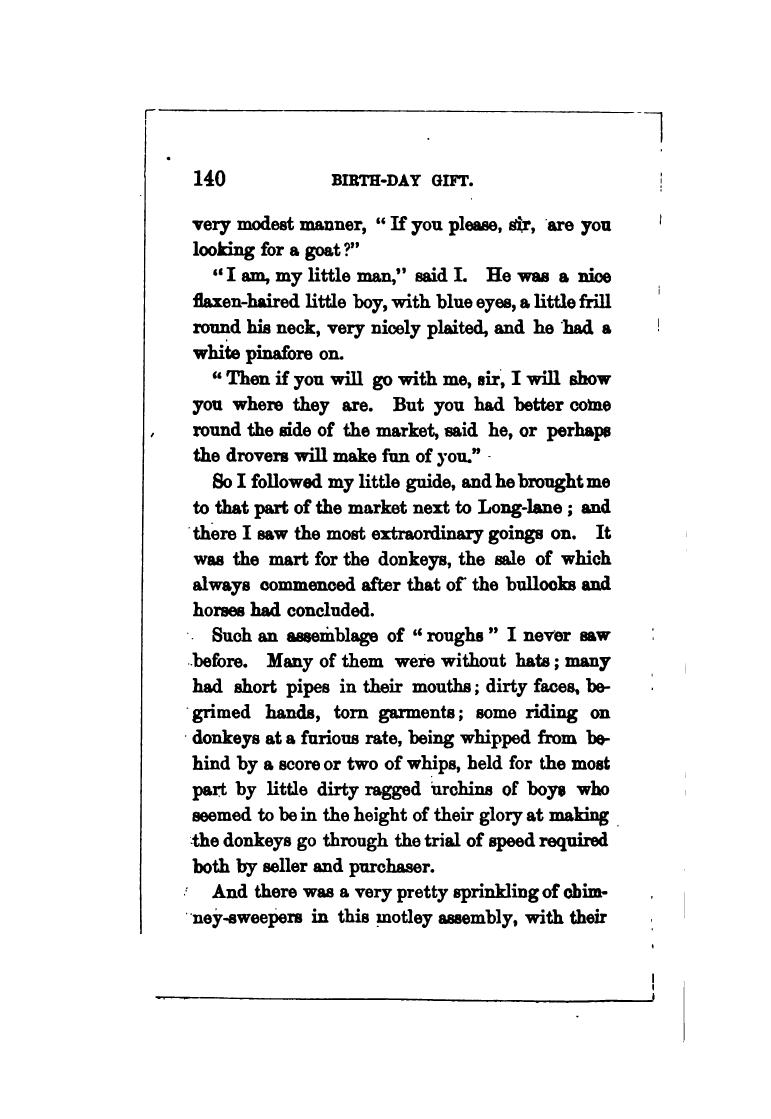 140 BIRTH-DAY GIFT.
very modest manner, “ If you please, sir, are you
looking for a goat?”
“I am, my little man,” said I. He was a nice
flaxen-haired little boy, with blue eyes, a little frill
round his neck, very nicely plaited, and he had a
white pinafore on.
“ Then if you will go with me, sir, I will show
you where they are. But you had better come
round the side of the market, said he, or perhaps
the drovers will make fun of you.”
So I followed my little guide, and he brought me
to that part of the market next to Long-lane ; and
there I saw the most extraordinary goings on. It
was the mart for the donkeys, the sale of which
always commenced after that of the bullocks and
horses had concluded.
Such an assemblage of “ roughs ” I never saw
before. Many of them were without hats ; many
had short pipes in their mouths ; dirty faces, be-
grimed hands, torn garments ; some riding on
donkeys at a furious rate, being whipped from be-
hind by a score or two of whips, held for the most
part by little dirty ragged urchins of boys who
seemed to be in the height of their glory at making
the donkeys go through the trial of speed required
both by seller and purchaser.
And there was a very pretty sprinkling of chim-
ney-sweepers in this motley assembly, with their